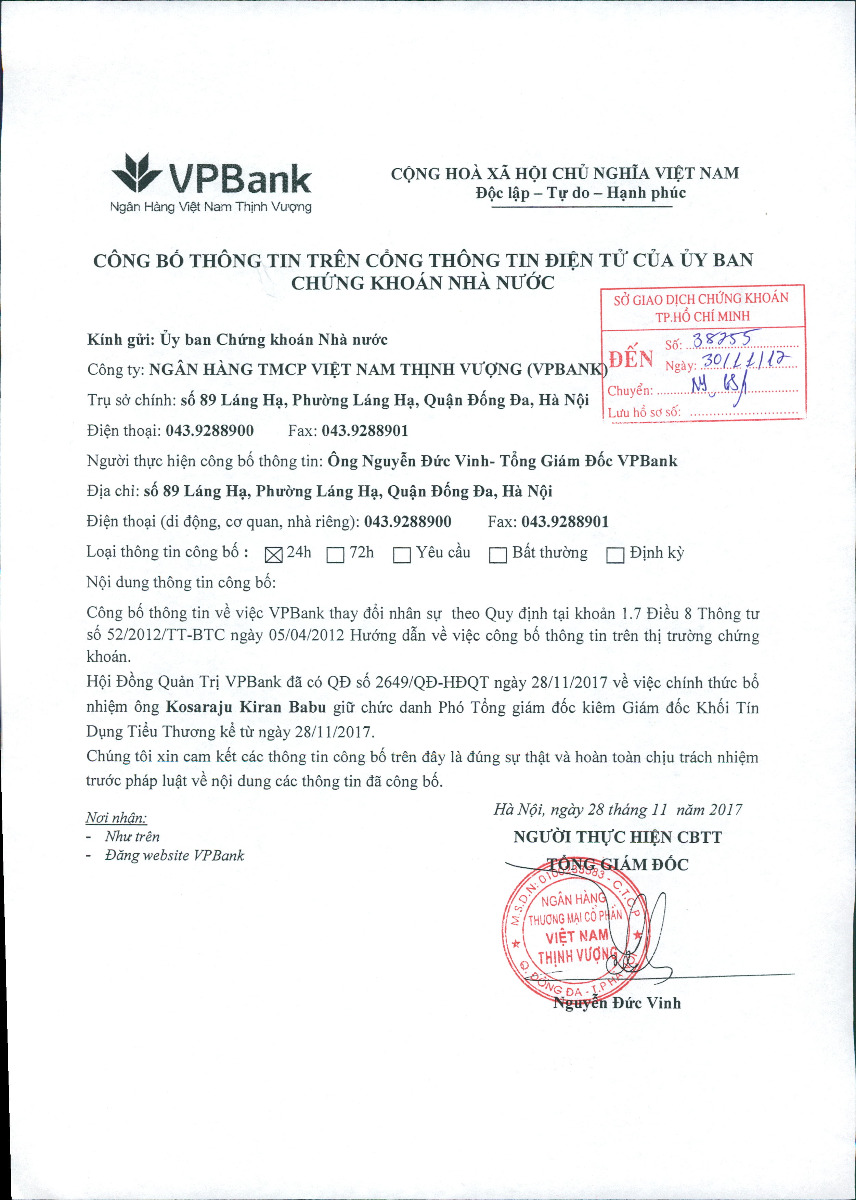 VPBank
Ngân Hàng Việt Nam Thịnh Vượng
CỘNG HOÀ XÃ HỘI CHỦ NGHĨA VIỆT NAM
Độc lập – Tự do – Hạnh phúc
CÔNG BỐ THÔNG TIN TRÊN CỔNG THÔNG TIN ĐIỆN TỬ CỦA ỦY BAN
CHỨNG KHOÁN NHÀ NƯỚC
SỞ GIAO DỊCH CHỨNG KHOÁN
TP.HỒ CHÍ MINH
ĐẾN
Số: 38255
Ngày: 30/11/17
Chuyển:
Lưu hồ sơ số:
Kính gửi: Ủy ban Chứng khoán Nhà nước
Công ty: NGÂN HÀNG TMCP VIỆT NAM THỊNH VƯỢNG (VPBANK)
Trụ sở chính: số 89 Láng Hạ, Phường Láng Hạ, Quận Đống Đa, Hà Nội
Điện thoại: 043.9288900 Fax: 043.9288901
Người thực hiện công bố thông tin: Ông Nguyễn Đức Vinh- Tổng Giám Đốc VPBank
Địa chỉ: số 89 Láng Hạ, Phường Láng Hạ, Quận Đống Đa, Hà Nội
Điện thoại (di động, cơ quan, nhà riêng): 043.9288900 Fax: 043.9288901
Loại thông tin công bố : ☒ 24h ☐ 72h ☐ Yêu cầu ☐ Bất thường ☐ Định kỳ
Nội dung thông tin công bố:
Công bố thông tin về việc VPBank thay đổi nhân sự theo Quy định tại khoản 1.7 Điều 8 Thông tư
số 52/2012/TT-BTC ngày 05/04/2012 Hướng dẫn về việc công bố thông tin trên thị trường chứng
khoán.
Hội Đồng Quản Trị VPBank đã có QĐ số 2649/QĐ-HĐQT ngày 28/11/2017 về việc chính thức bổ
nhiệm ông Kosaraju Kiran Babu giữ chức danh Phó Tổng giám đốc kiêm Giám đốc Khối Tín
Dụng Tiểu Thương kể từ ngày 28/11/2017.
Chúng tôi xin cam kết các thông tin công bố trên đây là đúng sự thật và hoàn toàn chịu trách nhiệm
trước pháp luật về nội dung các thông tin đã công bố.
Nơi nhận:
- Như trên
- Đăng website VPBank
Hà Nội, ngày 28 tháng 11 năm 2017
NGƯỜI THỰC HIỆN CBTT
TỔNG GIÁM ĐỐC
M.S.D.N: - C.T.C.P
NGÂN HÀNG
THƯƠNG MẠI CỔ PHẦN
VIỆT NAM
THỊNH VƯỢNG
Q. ĐỐNG ĐA - T.P HÀ NỘI
Nguyễn Đức Vinh